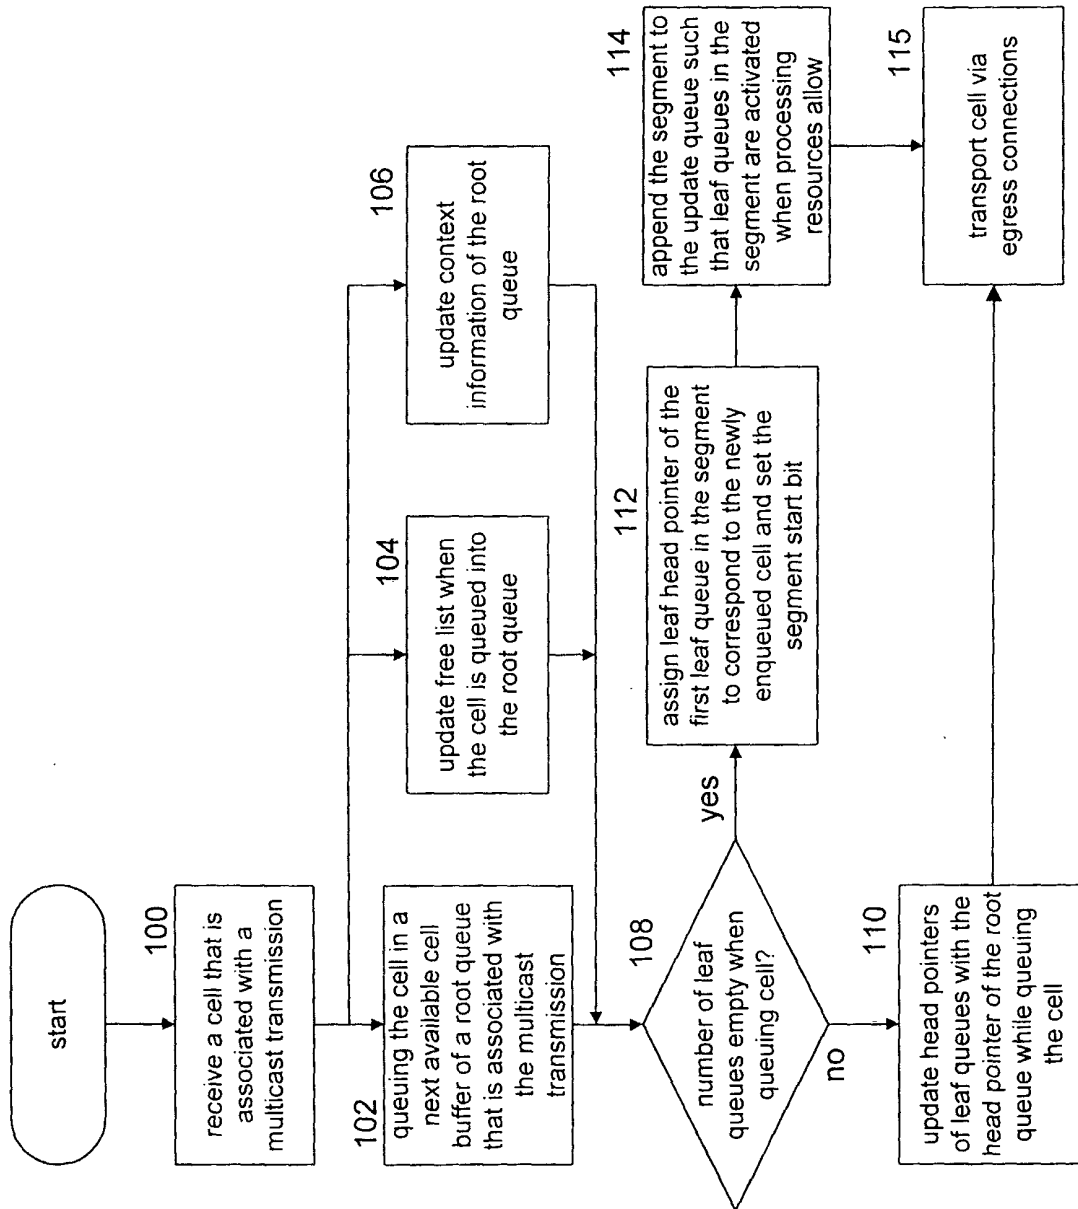 start
100
receive a cell that is
associated with a
multicast transmission
102
queuing the cell in a
next available cell
buffer of a root queue
that is associated with
the multicast
transmission
104
update free list when
the cell is queued into
the root queue
106
update context
information of the root
queue
108
number of leaf
queues empty when
queuing cell?
yes
no
110
update head pointers
of leaf queues with the
head pointer of the root
queue while queuing
the cell
112
assign leaf head pointer of the
first leaf queue in the segment
to correspond to the newly
enqueued cell and set the
segment start bit
114
append the segment to
the update queue such
that leaf queues in the
segment are activated
when processing
resources allow
115
transport cell via
egress connections